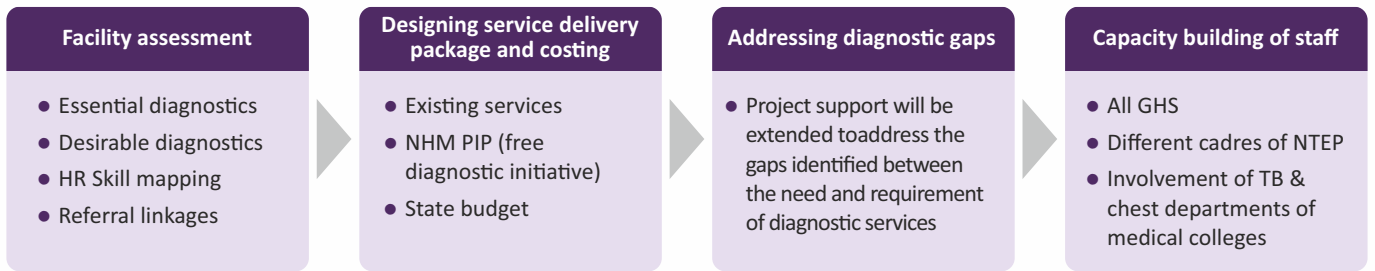 Facility assessment
● Essential diagnostics
● Desirable diagnostics
● HR Skill mapping
● Referral linkages
Designing service delivery
package and costing
● Existing services
● NHM PIP (free
diagnostic initiative)
● State budget
Addressing diagnostic gaps
● Project support will be
extended toaddress the
gaps identified between
the need and requirement
of diagnostic services
Capacity building of staff
● All GHS
● Different cadres of NTEP
● Involvement of TB &
chest departments of
medical colleges